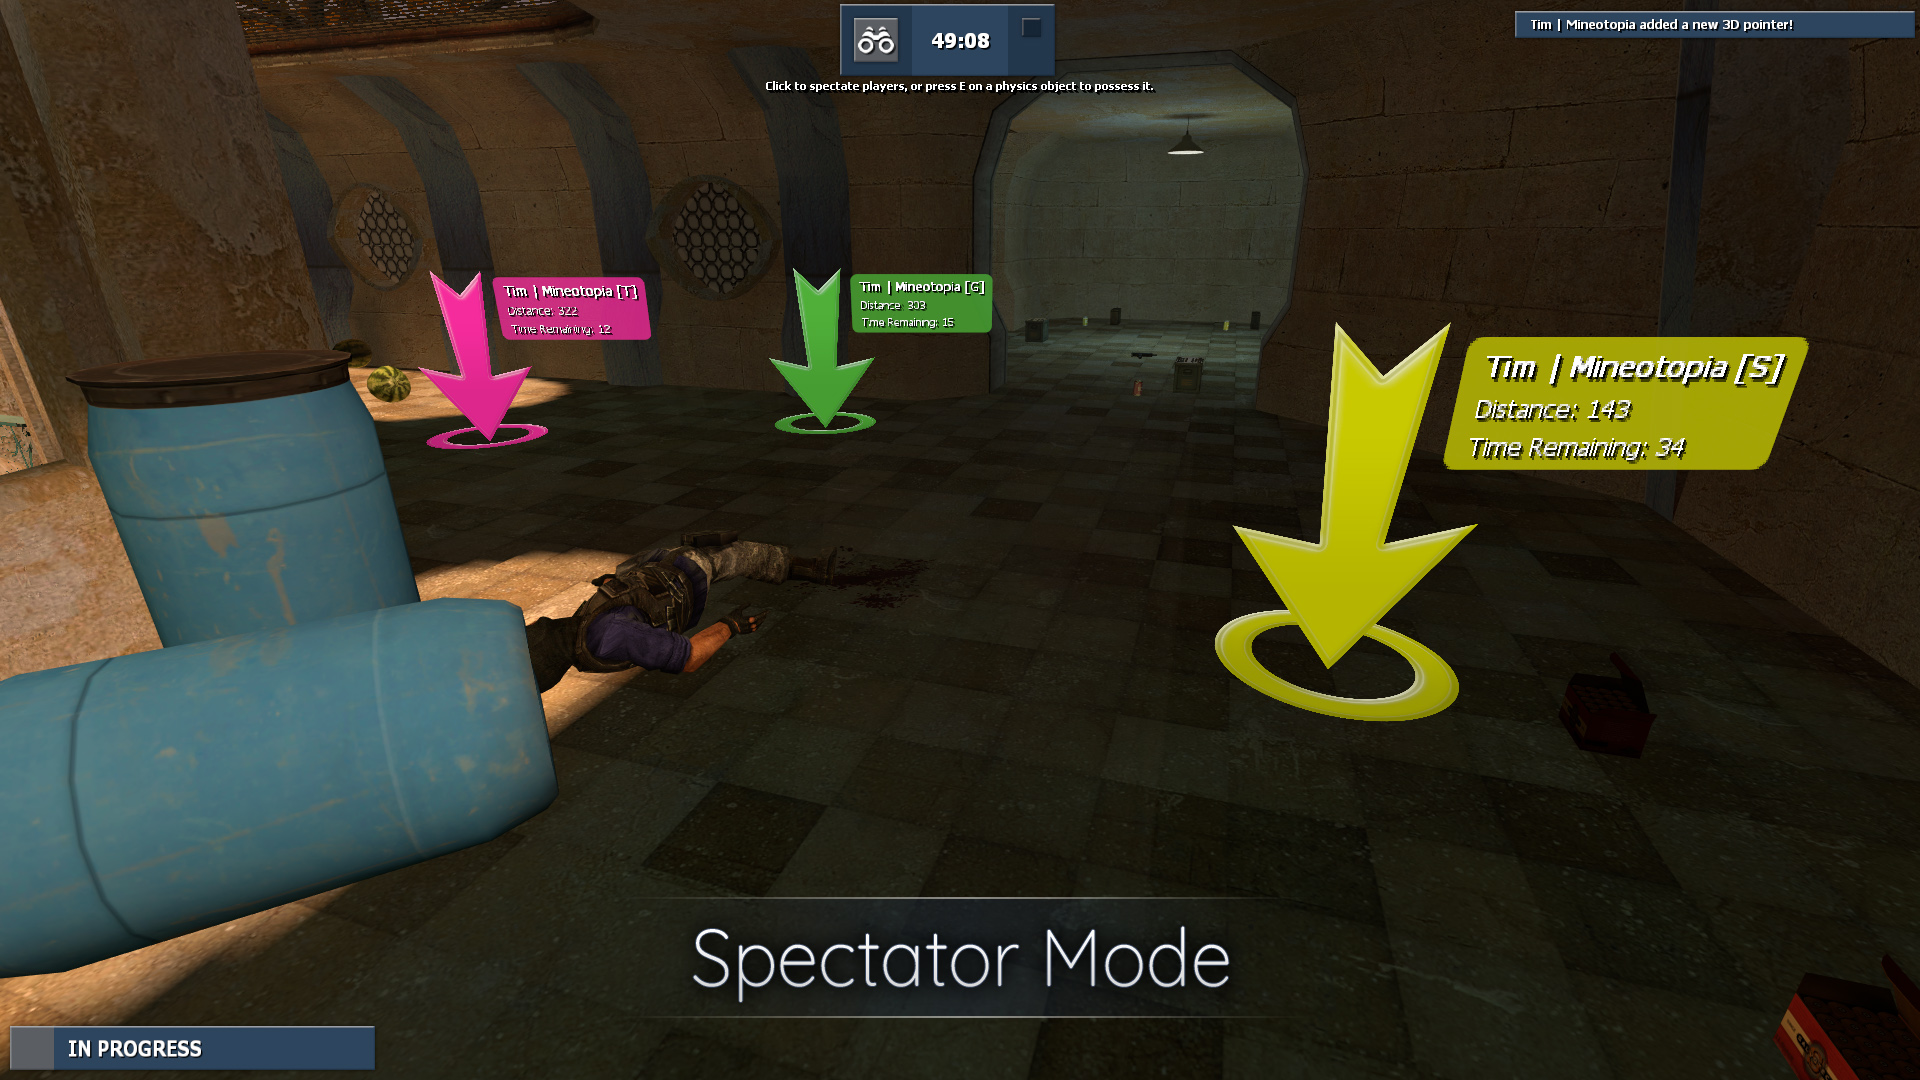 49:08
Tim | Mineotopia added a new 3D pointer!
Click to spectate players, or press E on a physics object to possess it.
Tim | Mineotopia [T]
Distance: 322
Time Remaining: 12
Tim | Mineotopia [G]
Distance: 303
Time Remaining: 15
Tim | Mineotopia [S]
Distance: 143
Time Remaining: 34
Spectator Mode
IN PROGRESS